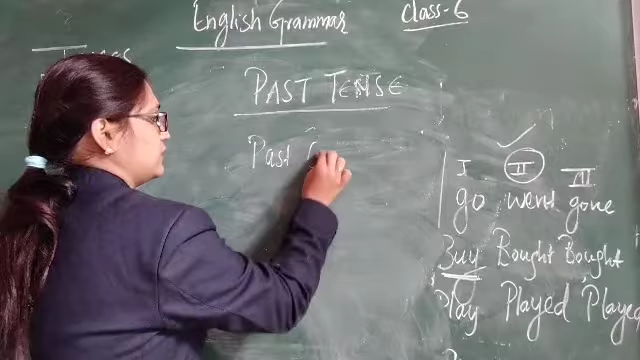 English Grammar
Class-6
PAST TENSE
Past
I II III
go went gone
Buy Bought Bought
Play Played Played